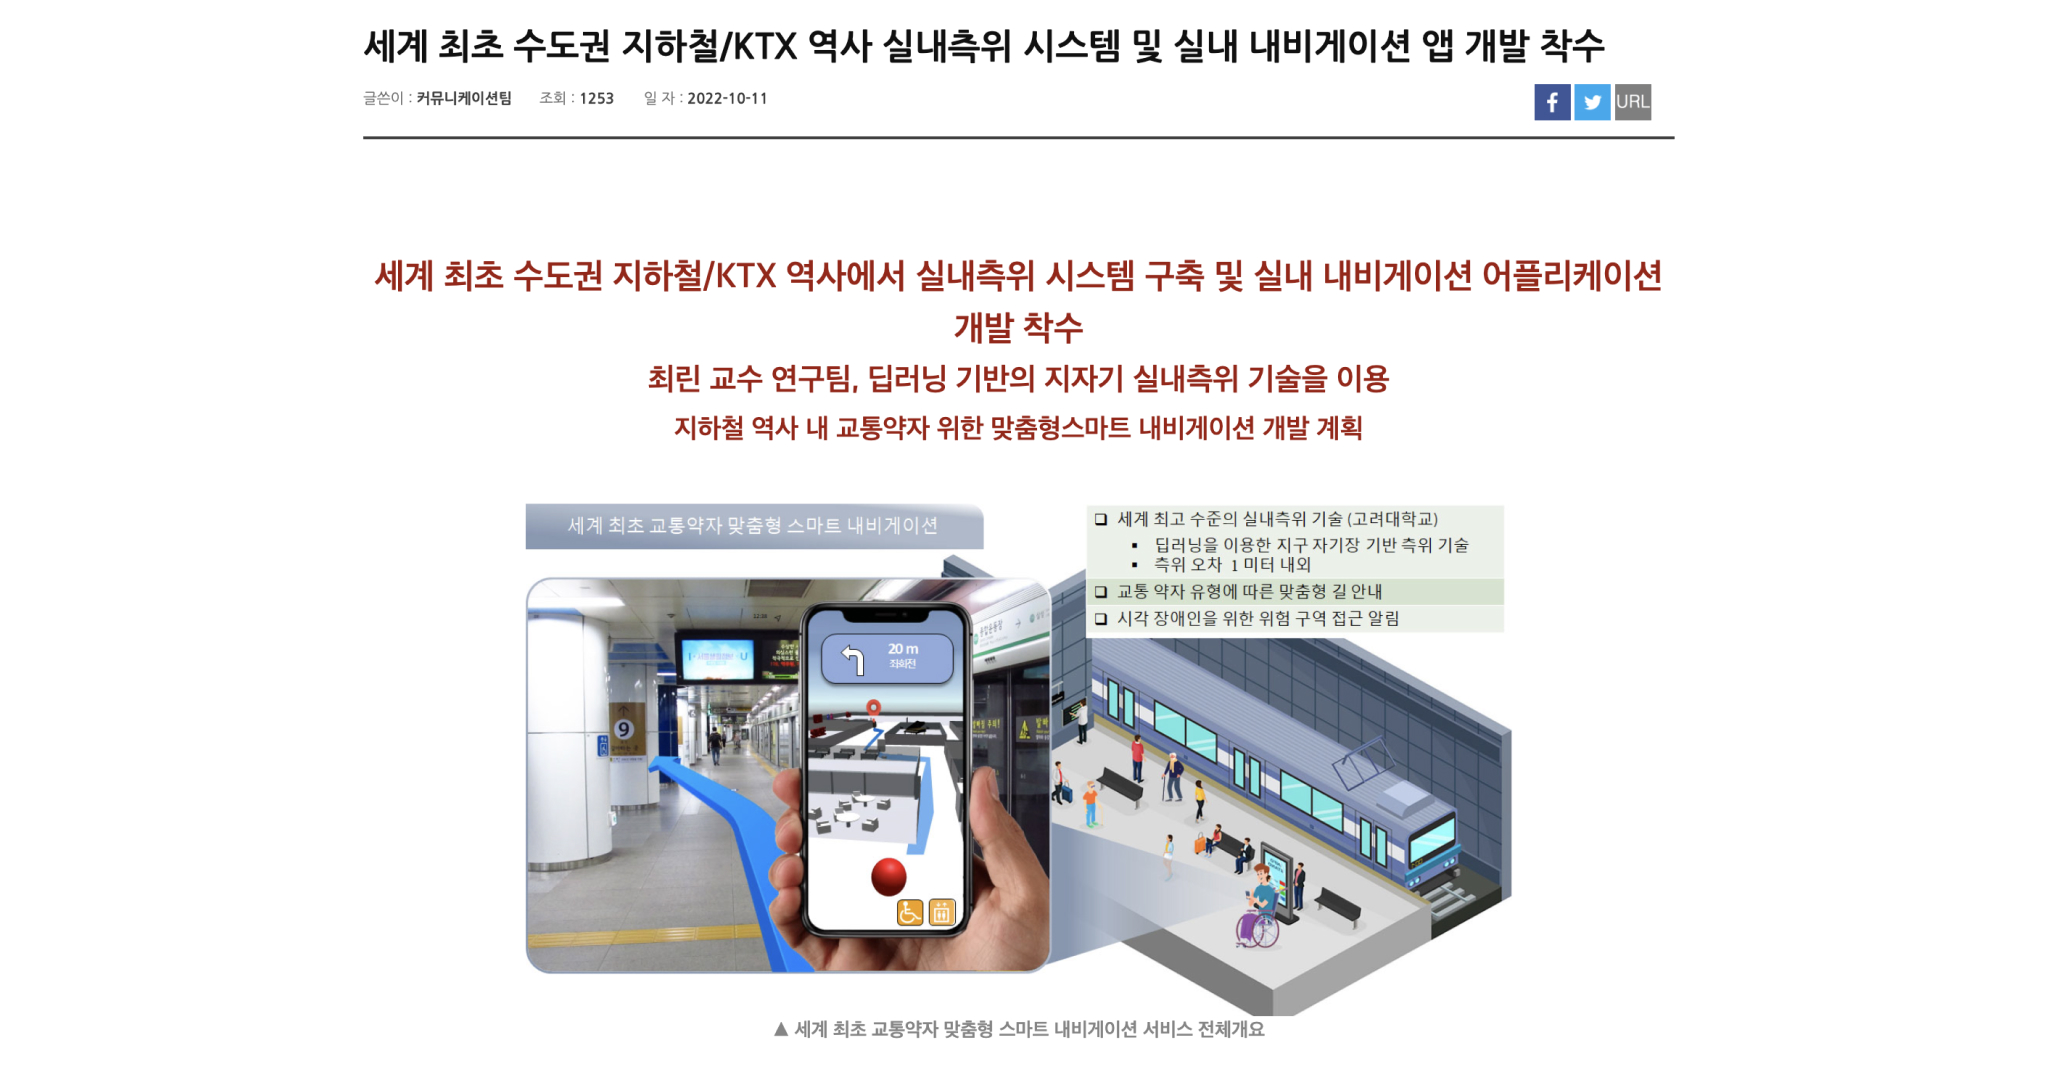 세계 최초 수도권 지하철/KTX 역사 실내측위 시스템 및 실내 내비게이션 앱 개발 착수
글쓴이 : 커뮤니케이션팀 조회 : 1253 일 자 : 2022-10-11
URL
세계 최초 수도권 지하철/KTX 역사에서 실내측위 시스템 구축 및 실내 내비게이션 어플리케이션
개발 착수
최린 교수 연구팀, 딥러닝 기반의 지자기 실내측위 기술을 이용
지하철 역사 내 교통약자 위한 맞춤형스마트 내비게이션 개발 계획
세계 최초 교통약자 맞춤형 스마트 내비게이션
세계 최고 수준의 실내측위 기술 (고려대학교)
딥러닝을 이용한 지구 자기장 기반 측위 기술
측위 오차 1 미터 내외
교통 약자 유형에 따른 맞춤형 길 안내
시각 장애인을 위한 위험 구역 접근 알림
20 m
좌회전
9
▲ 세계 최초 교통약자 맞춤형 스마트 내비게이션 서비스 전체개요